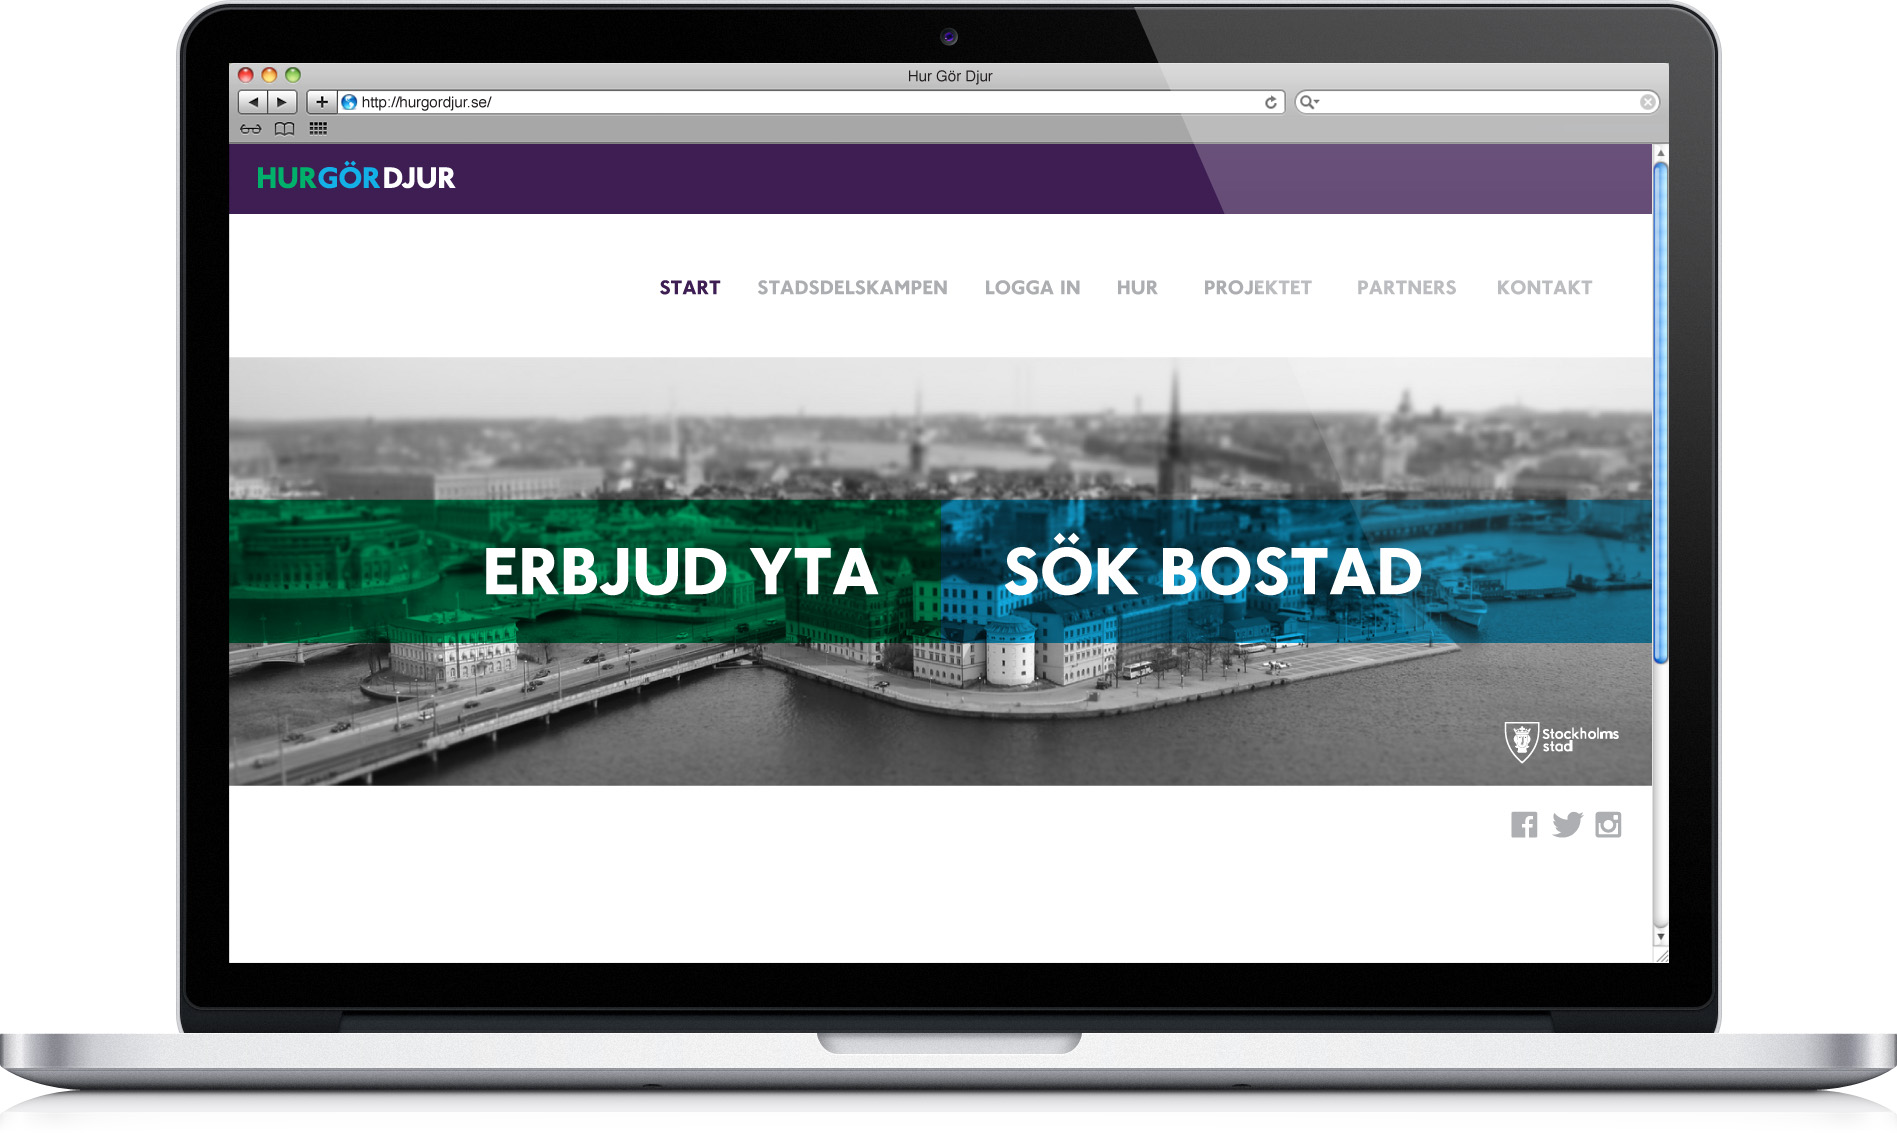 Hur Gör Djur
http://hurgordjur.se/
HURGÖRDJUR
START STADSDELSKAMPEN LOGGA IN HUR PROJEKTET PARTNERS KONTAKT
ERBJUD YTA SÖK BOSTAD
Stockholms
stad